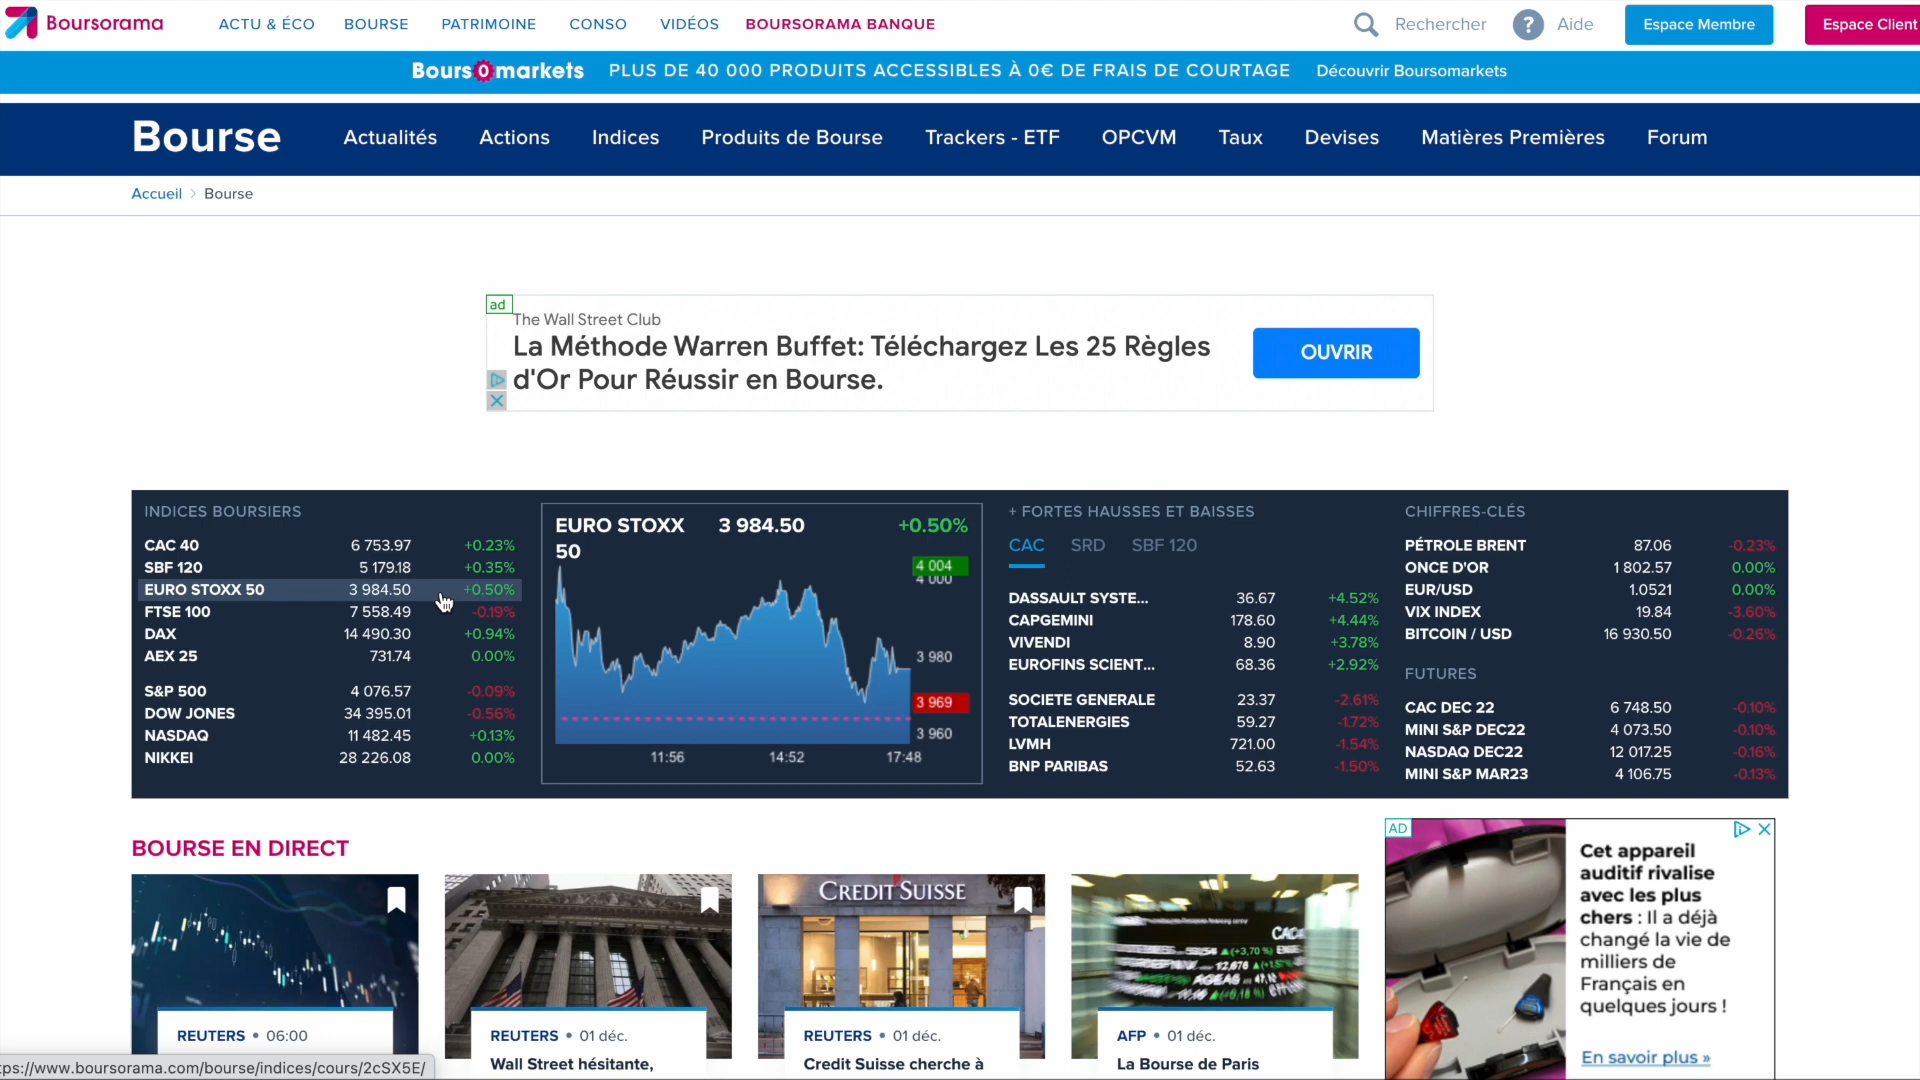 Boursorama
ACTU & ÉCO
BOURSE
PATRIMOINE
CONSO
VIDÉOS
BOURSORAMA BANQUE
Rechercher
? Aide
Espace Membre
Espace Client
BoursOmarkets PLUS DE 40 000 PRODUITS ACCESSIBLES À 0€ DE FRAIS DE COURTAGE Découvrir Boursomarkets
Bourse
Actualités
Actions
Indices
Produits de Bourse
Trackers - ETF
OPCVM
Taux
Devises
Matières Premières
Forum
Accueil > Bourse
ad
The Wall Street Club
La Méthode Warren Buffet: Téléchargez Les 25 Règles
d'Or Pour Réussir en Bourse.
OUVRIR
INDICES BOURSIERS
CAC 40 6 753.97 +0.23%
SBF 120 5 179.18 +0.35%
EURO STOXX 50 3 984.50 +0.50%
FTSE 100 7 558.49 -0.19%
DAX 14 490.30 +0.94%
AEX 25 731.74 0.00%
S&P 500 4 076.57 -0.09%
DOW JONES 34 395.01 -0.56%
NASDAQ 11 482.45 +0.13%
NIKKEI 28 226.08 0.00%
EURO STOXX 3 984.50 +0.50%
50
4 004
4 000
3 980
3 969
3 960
11:56 14:52 17:48
+ FORTES HAUSSES ET BAISSES
CAC SRD SBF 120
DASSAULT SYSTE... 36.67 +4.52%
CAPGEMINI 178.60 +4.44%
VIVENDI 8.90 +3.78%
EUROFINS SCIENT... 68.36 +2.92%
SOCIETE GENERALE 23.37 -2.61%
TOTALENERGIES 59.27 -1.72%
LVMH 721.00 -1.54%
BNP PARIBAS 52.63 -1.50%
CHIFFRES-CLÉS
PÉTROLE BRENT 87.06 -0.23%
ONCE D'OR 1 802.57 0.00%
EUR/USD 1.0521 0.00%
VIX INDEX 19.84 -3.60%
BITCOIN / USD 16 930.50 -0.26%
FUTURES
CAC DEC 22 6 748.50 -0.10%
MINI S&P DEC22 4 073.50 -0.10%
NASDAQ DEC22 12 017.25 -0.16%
MINI S&P MAR23 4 106.75 -0.13%
BOURSE EN DIRECT
REUTERS • 06:00
REUTERS • 01 déc.
Wall Street hésitante,
CREDIT SUISSE
REUTERS • 01 déc.
Credit Suisse cherche à
CAC
(+3,70 %)
12,676
AGEAS
AFP • 01 déc.
La Bourse de Paris
AD
Cet appareil
auditif rivalise
avec les plus
chers : Il a déjà
changé la vie de
milliers de
Français en
quelques jours !
En savoir plus »
tps://www.boursorama.com/bourse/indices/cours/2cSX5E/